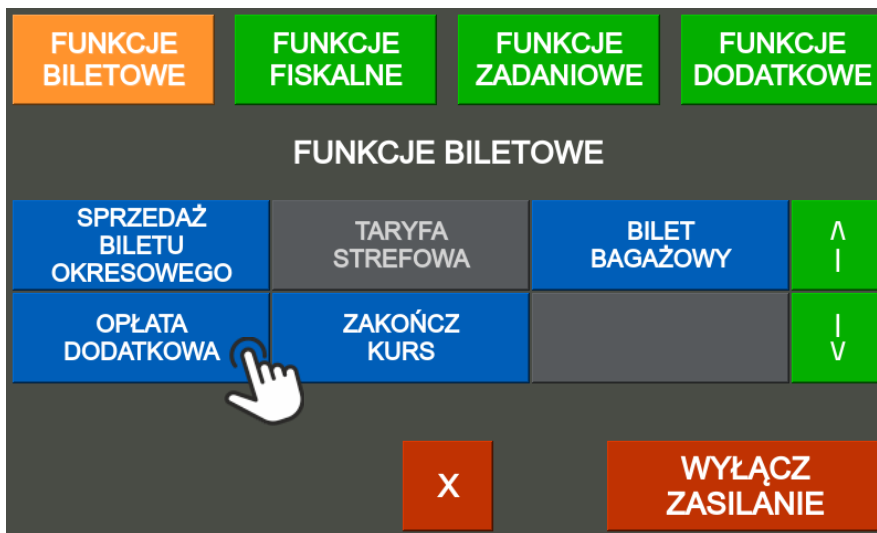 FUNKCJE
BILETOWE
FUNKCJE
FISKALNE
FUNKCJE
ZADANIOWE
FUNKCJE
DODATKOWE
FUNKCJE BILETOWE
SPRZEDAŻ
BILETU
OKRESOWEGO
TARYFA
STREFOWA
BILET
BAGAŻOWY
OPŁATA
DODATKOWA
ZAKOŃCZ
KURS
X
WYŁĄCZ
ZASILANIE